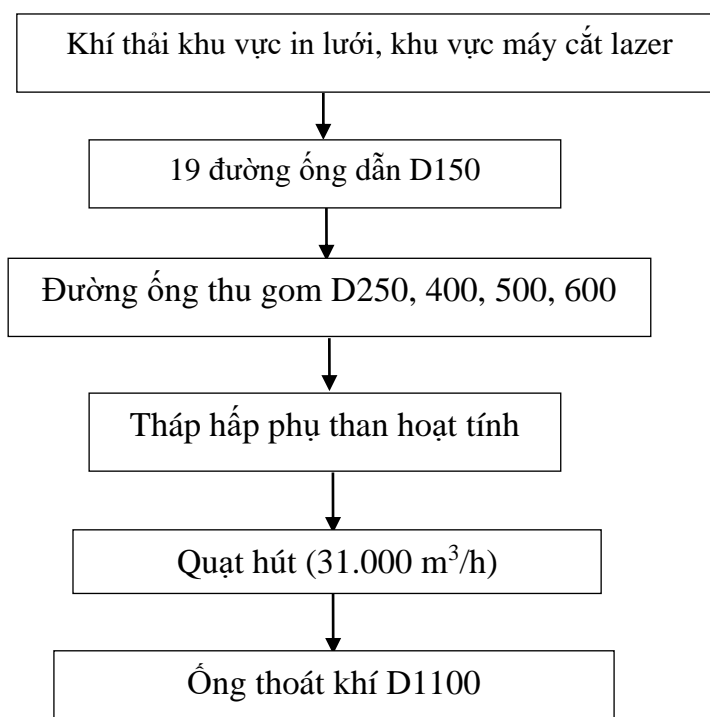 Khí thải khu vực in lưới, khu vực máy cắt lazer
19 đường ống dẫn D150
Đường ống thu gom D250, 400, 500, 600
Tháp hấp phụ than hoạt tính
Quạt hút (31.000 m³/h)
Ống thoát khí D1100